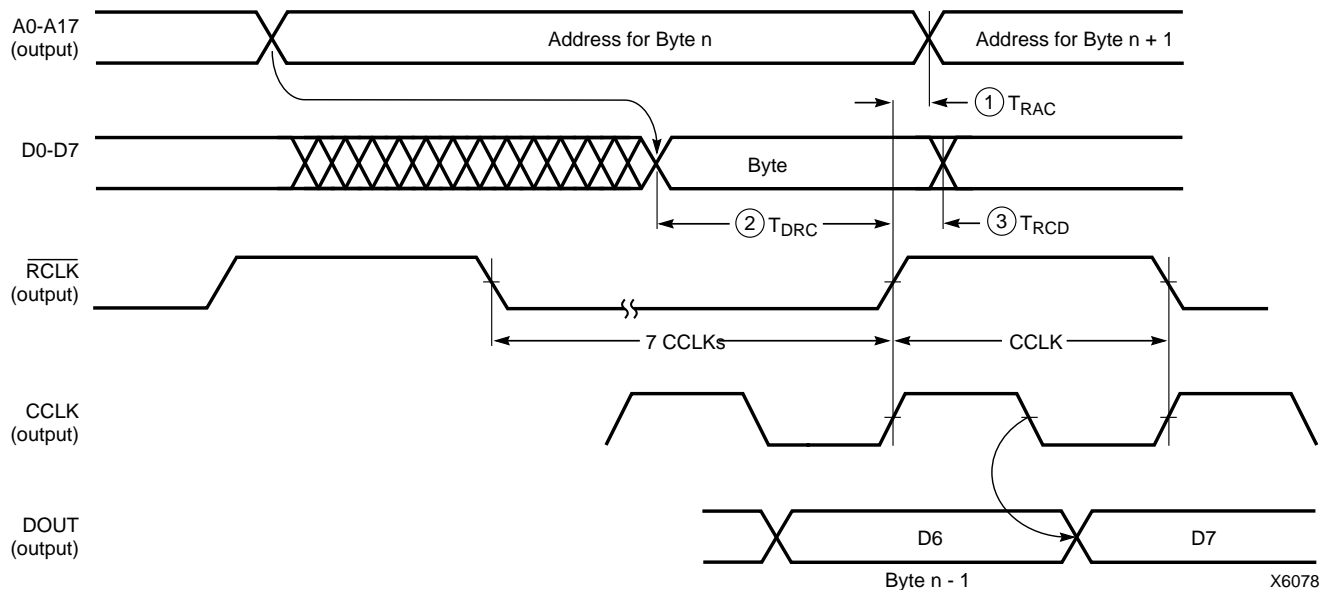 A0-A17
(output)
Address for Byte n
Address for Byte n + 1
1 TRAC
D0-D7
Byte
2 TDRC
3 TRCD
RCLK
(output)
7 CCLKs
CCLK
CCLK
(output)
DOUT
(output)
D6
D7
Byte n - 1
X6078